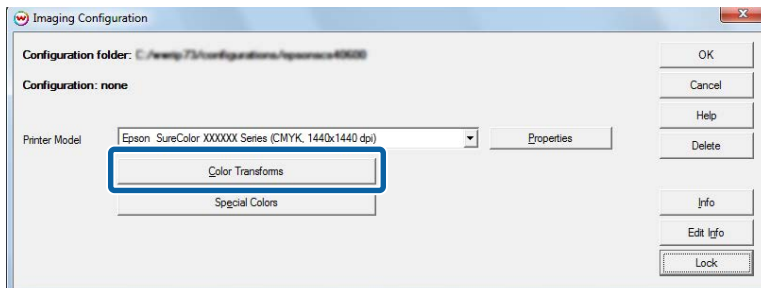 Imaging Configuration
Configuration folder:
OK
Configuration: none
Cancel
Help
Printer Model
Epson SureColor XXXXXX Series (CMYK, 1440x1440 dpi)
Properties
Delete
Color Transforms
Special Colors
Info
Edit Info
Lock